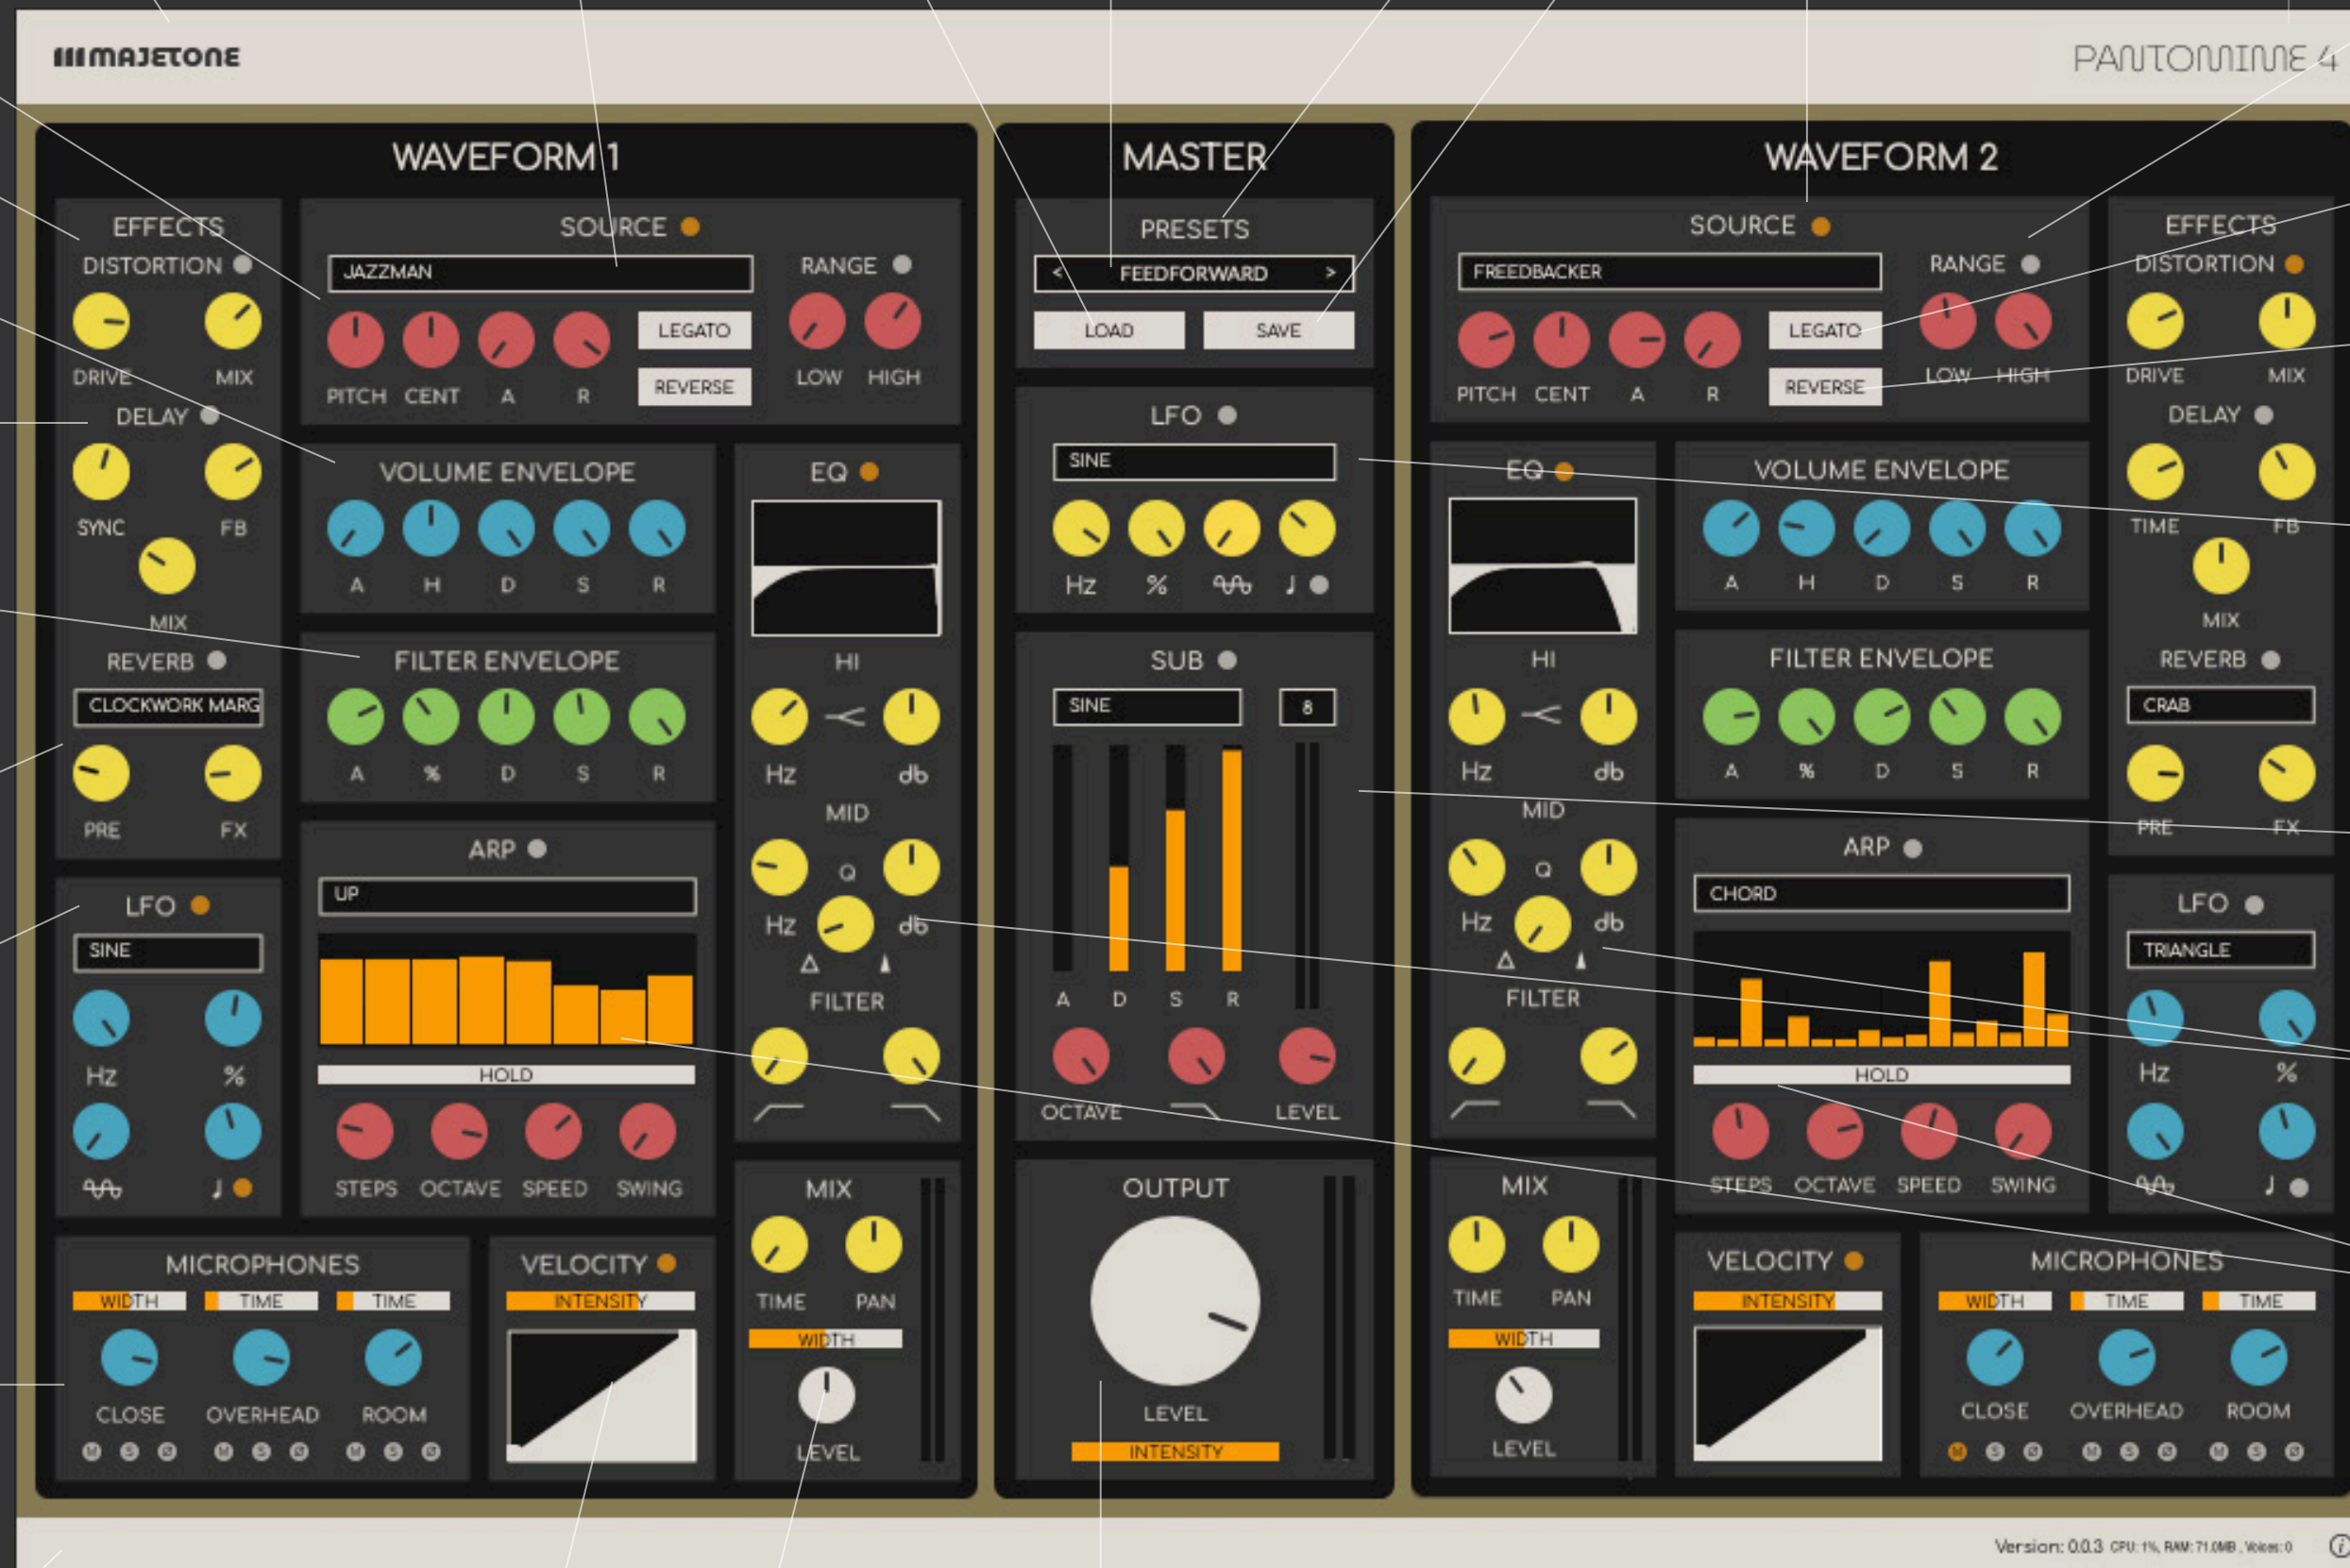 MAJETONE
PANTOMIME 4
WAVEFORM 1
EFFECTS
DISTORTION
DRIVE MIX
DELAY
SYNC FB
MIX
REVERB
CLOCKWORK MARG
PRE FX
LFO
SINE
Hz %
SOURCE
JAZZMAN
PITCH CENT A R
LEGATO
REVERSE
RANGE
LOW HIGH
VOLUME ENVELOPE
A H D S R
FILTER ENVELOPE
A % D S R
ARP
UP
HOLD
STEPS OCTAVE SPEED SWING
EQ
HI
Hz db
MID
Q
Hz db
FILTER
MICROPHONES
WIDTH TIME TIME
CLOSE OVERHEAD ROOM
M S Ø M S Ø M S Ø
VELOCITY
INTENSITY
MIX
TIME PAN
WIDTH
LEVEL
MASTER
PRESETS
< FEEDFORWARD >
LOAD SAVE
LFO
SINE
Hz %
SUB
SINE 8
A D S R
OCTAVE LEVEL
OUTPUT
LEVEL
INTENSITY
WAVEFORM 2
SOURCE
FREEDBACKER
PITCH CENT A R
LEGATO
REVERSE
RANGE
LOW HIGH
EQ
HI
Hz db
MID
Q
Hz db
FILTER
VOLUME ENVELOPE
A H D S R
FILTER ENVELOPE
A % D S R
ARP
CHORD
HOLD
STEPS OCTAVE SPEED SWING
EFFECTS
DISTORTION
DRIVE MIX
DELAY
TIME FB
MIX
REVERB
CRAB
PRE FX
LFO
TRIANGLE
Hz %
MIX
TIME PAN
WIDTH
LEVEL
VELOCITY
INTENSITY
MICROPHONES
WIDTH TIME TIME
CLOSE OVERHEAD ROOM
M S Ø M S Ø M S Ø
Version: 0.0.3 CPU: 1%, RAM: 71.0MB , Voices: 0